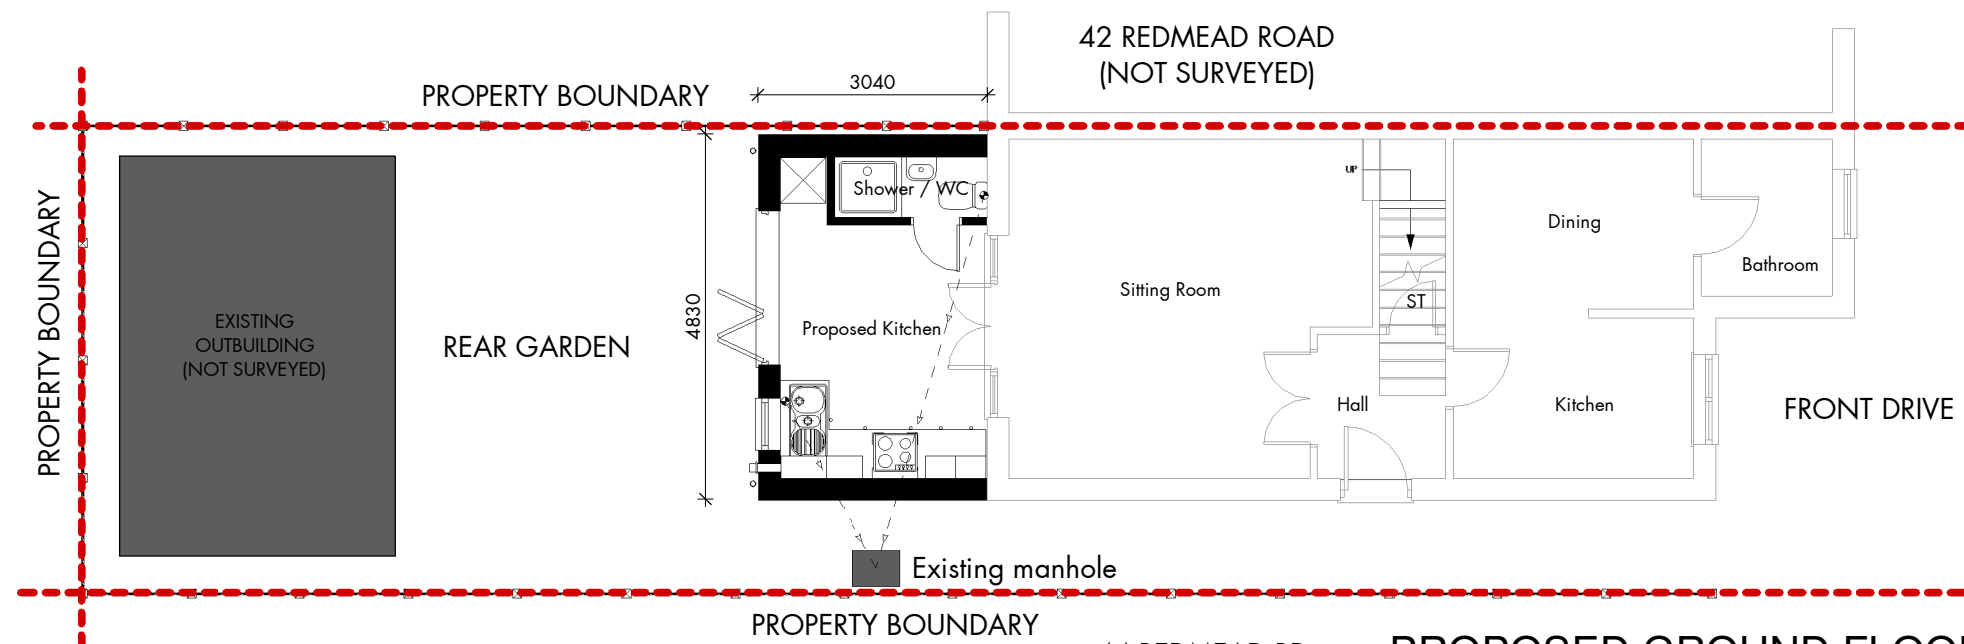 42 REDMEAD ROAD
(NOT SURVEYED)
3040
PROPERTY BOUNDARY
PROPERTY BOUNDARY
EXISTING
OUTBUILDING
(NOT SURVEYED)
REAR GARDEN
4830
Shower / WC
Proposed Kitchen
Sitting Room
UP
ST
Hall
Dining
Bathroom
Kitchen
FRONT DRIVE
Existing manhole
PROPERTY BOUNDARY